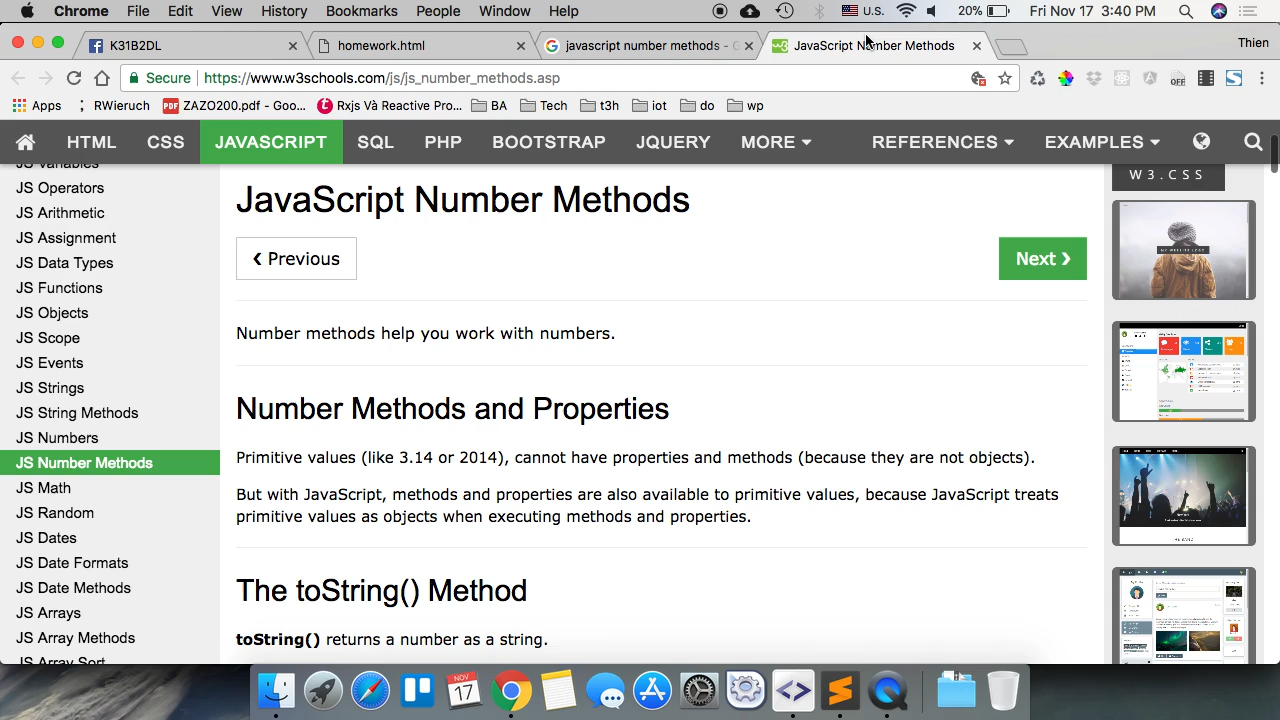 Chrome File Edit View History Bookmarks People Window Help U.S. 20% Fri Nov 17 3:40 PM
K31B2DL homework.html javascript number methods - G JavaScript Number Methods Thien
Secure https://www.w3schools.com/js/js_number_methods.asp
Apps RWieruch ZAZO200.pdf - Goo... Rxjs Và Reactive Pro... BA Tech t3h iot do wp
HTML CSS JAVASCRIPT SQL PHP BOOTSTRAP JQUERY MORE REFERENCES EXAMPLES
JS Variables
JS Operators
JS Arithmetic
JS Assignment
JS Data Types
JS Functions
JS Objects
JS Scope
JS Events
JS Strings
JS String Methods
JS Numbers
JS Number Methods
JS Math
JS Random
JS Dates
JS Date Formats
JS Date Methods
JS Arrays
JS Array Methods
JS Array Sort
JavaScript Number Methods
❮ Previous
Next ❯
Number methods help you work with numbers.
Number Methods and Properties
Primitive values (like 3.14 or 2014), cannot have properties and methods (because they are not objects).
But with JavaScript, methods and properties are also available to primitive values, because JavaScript treats
primitive values as objects when executing methods and properties.
The toString() Method
toString() returns a number as a string.
W3.CSS
NOV
17